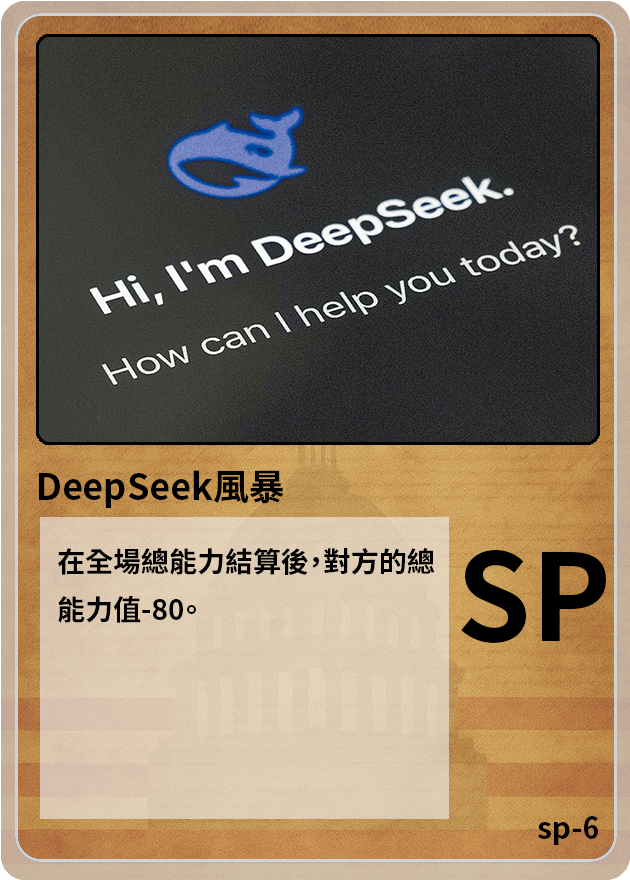 Hi, I'm DeepSeek.
How can I help you today?
DeepSeek風暴
在全場總能力結算後，對方的總
能力值-80。
SP
sp-6